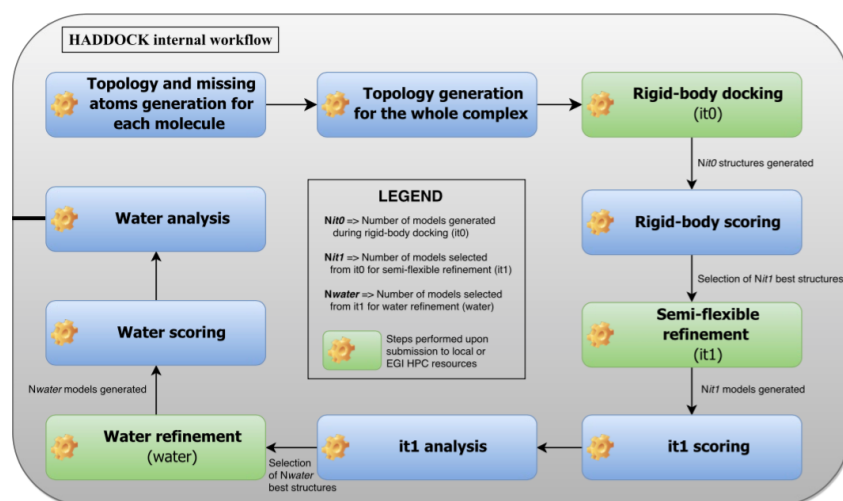 HADDOCK internal workflow
Topology and missing
atoms generation for
each molecule
Topology generation
for the whole complex
Rigid-body docking
(it0)
Nit0 structures generated
Rigid-body scoring
Selection of Nit1 best structures
Semi-flexible
refinement
(it1)
Nit1 models generated
it1 scoring
it1 analysis
Selection
of Nwater
best structures
Water refinement
(water)
Nwater models generated
Water scoring
Water analysis
LEGEND
Nit0 => Number of models generated
during rigid-body docking (it0)
Nit1 => Number of models selected
from it0 for semi-flexible refinement (it1)
Nwater => Number of models selected
from it1 for water refinement (water)
Steps performed upon
submission to local or
EGI HPC resources